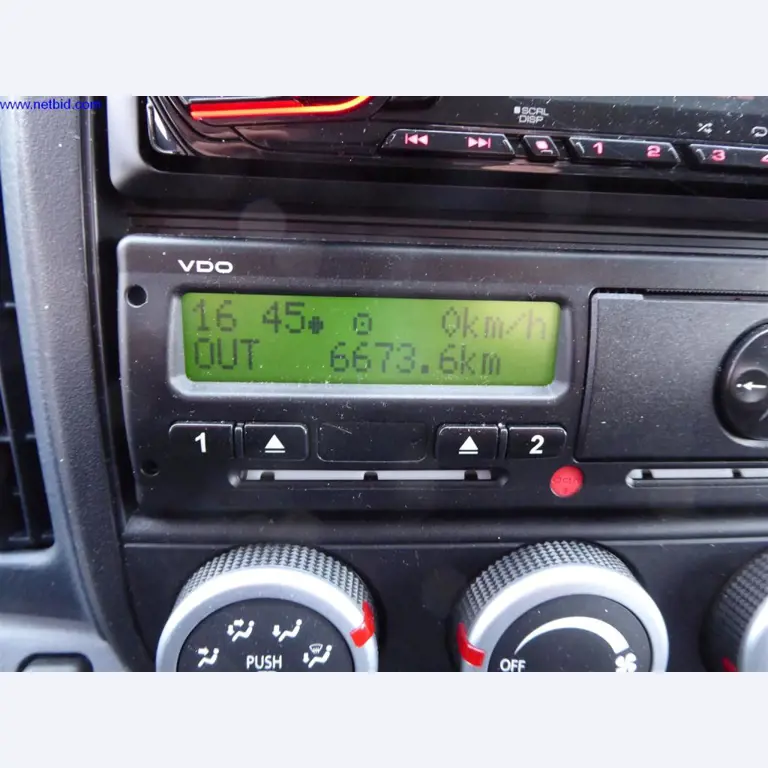 www.netbid.com
SCRL
DISP
1 2 3 4
VDO
16 45 0km/h
OUT 6673.6km
1 2
PUSH
OFF